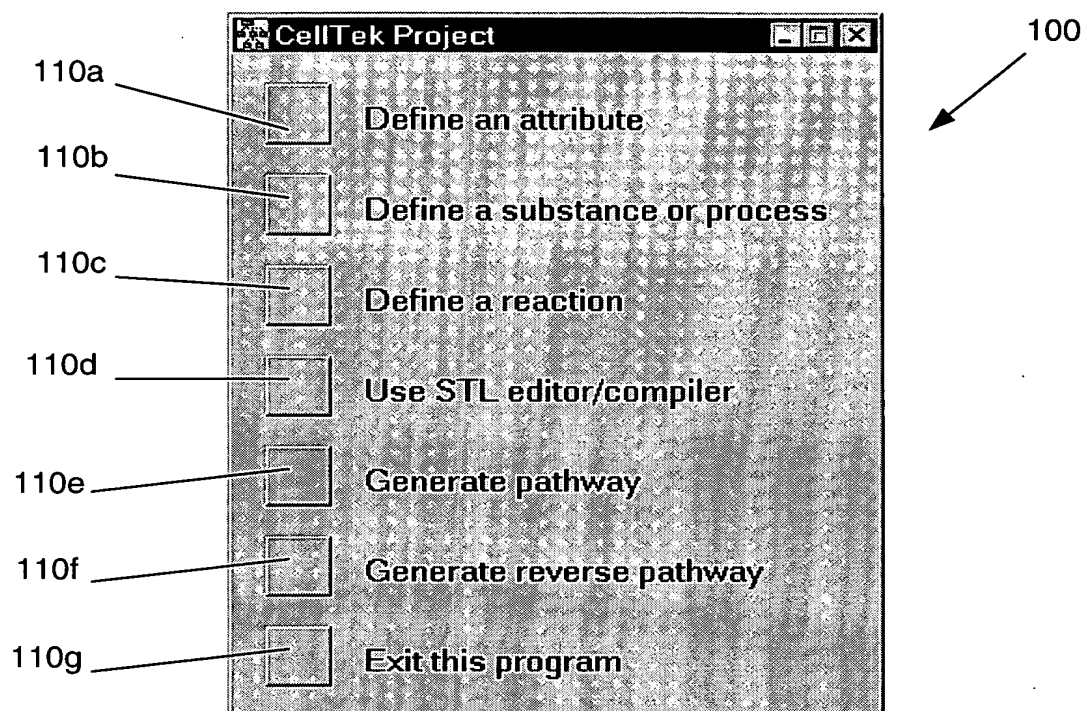 CellTek Project
100
110a
Define an attribute
110b
Define a substance or process
110c
Define a reaction
110d
Use STL editor/compiler
110e
Generate pathway
110f
Generate reverse pathway
110g
Exit this program